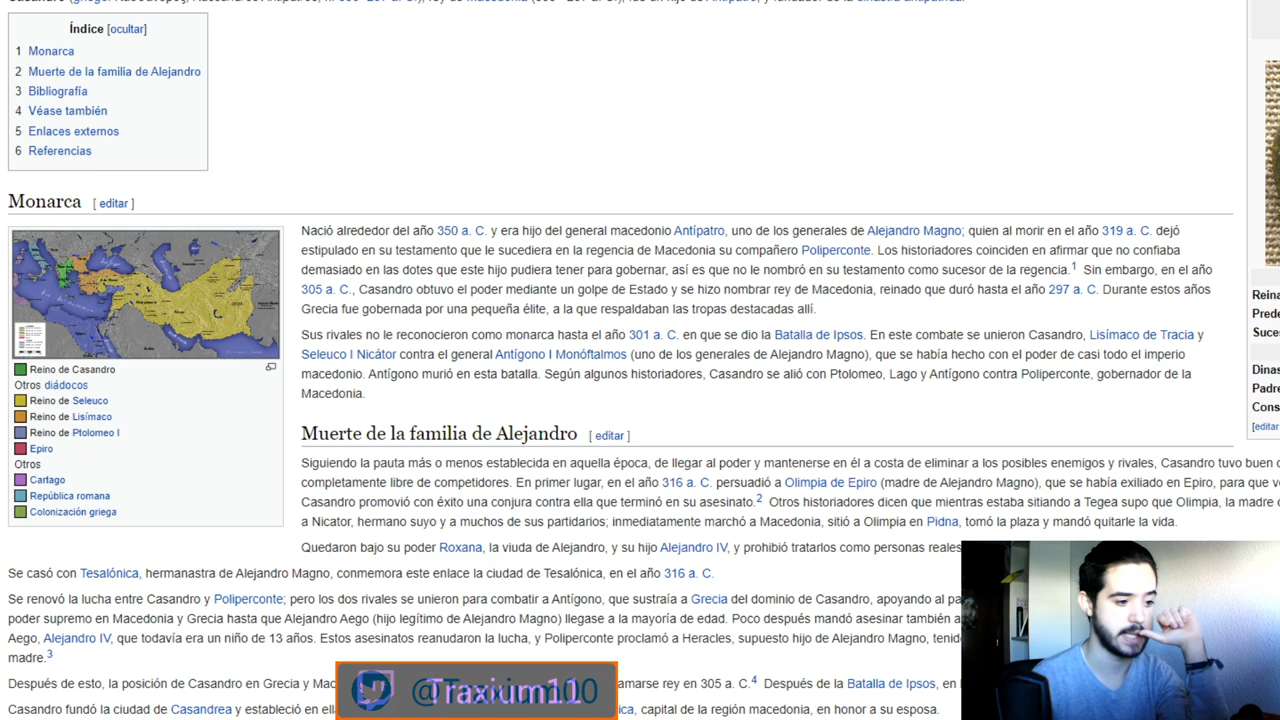 Índice [ocultar]
1 Monarca
2 Muerte de la familia de Alejandro
3 Bibliografía
4 Véase también
5 Enlaces externos
6 Referencias
Monarca [ editar ]
Nació alrededor del año 350 a. C. y era hijo del general macedonio Antípatro, uno de los generales de Alejandro Magno; quien al morir en el año 319 a. C. dejó
estipulado en su testamento que le sucediera en la regencia de Macedonia su compañero Poliperconte. Los historiadores coinciden en afirmar que no confiaba
demasiado en las dotes que este hijo pudiera tener para gobernar, así es que no le nombró en su testamento como sucesor de la regencia.1 Sin embargo, en el año
305 a. C., Casandro obtuvo el poder mediante un golpe de Estado y se hizo nombrar rey de Macedonia, reinado que duró hasta el año 297 a. C. Durante estos años
Grecia fue gobernada por una pequeña élite, a la que respaldaban las tropas destacadas allí.
Sus rivales no le reconocieron como monarca hasta el año 301 a. C. en que se dio la Batalla de Ipsos. En este combate se unieron Casandro, Lisímaco de Tracia y
Seleuco I Nicátor contra el general Antígono I Monóftalmos (uno de los generales de Alejandro Magno), que se había hecho con el poder de casi todo el imperio
macedonio. Antígono murió en esta batalla. Según algunos historiadores, Casandro se alió con Ptolomeo, Lago y Antígono contra Poliperconte, gobernador de la
Macedonia.
Reino de Casandro
Otros diádocos
Reino de Seleuco
Reino de Lisímaco
Reino de Ptolomeo I
Epiro
Otros
Cartago
República romana
Colonización griega
Muerte de la familia de Alejandro [ editar ]
Siguiendo la pauta más o menos establecida en aquella época, de llegar al poder y mantenerse en él a costa de eliminar a los posibles enemigos y rivales, Casandro tuvo buen
completamente libre de competidores. En primer lugar, en el año 316 a. C. persuadió a Olimpia de Epiro (madre de Alejandro Magno), que se había exiliado en Epiro, para que
Casandro promovió con éxito una conjura contra ella que terminó en su asesinato.2 Otros historiadores dicen que mientras estaba sitiando a Tegea supo que Olimpia, la madre
a Nicator, hermano suyo y a muchos de sus partidarios; inmediatamente marchó a Macedonia, sitió a Olimpia en Pidna, tomó la plaza y mandó quitarle la vida.
Quedaron bajo su poder Roxana, la viuda de Alejandro, y su hijo Alejandro IV, y prohibió tratarlos como personas reales
Se casó con Tesalónica, hermanastra de Alejandro Magno, conmemora este enlace la ciudad de Tesalónica, en el año 316 a. C.
Se renovó la lucha entre Casandro y Poliperconte; pero los dos rivales se unieron para combatir a Antígono, que sustraía a Grecia del dominio de Casandro, apoyando al
poder supremo en Macedonia y Grecia hasta que Alejandro Aego (hijo legítimo de Alejandro Magno) llegase a la mayoría de edad. Poco después mandó asesinar también a
Aego, Alejandro IV, que todavía era un niño de 13 años. Estos asesinatos reanudaron la lucha, y Poliperconte proclamó a Heracles, supuesto hijo de Alejandro Magno,
madre.3
Después de esto, la posición de Casandro en Grecia y amarse rey en 305 a. C.4 Después de la Batalla de Ipsos, en
Casandro fundó la ciudad de Casandrea y estableció en capital de la región macedonia, en honor a su esposa.
Reina
Prede
Suce
Dinas
Padre
Cons
[editar